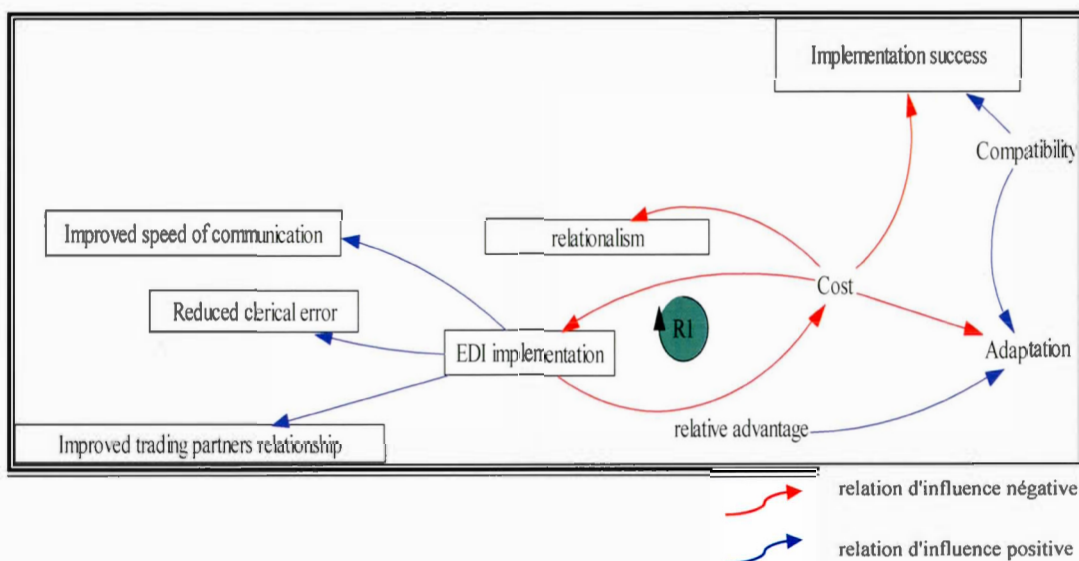 Implementation success
Compatibility
Improved speed of communication
relationalism
Cost
Reduced clerical error
R1
EDI implementation
Adaptation
relative advantage
Improved trading partners relationship
relation d'influence négative
relation d'influence positive